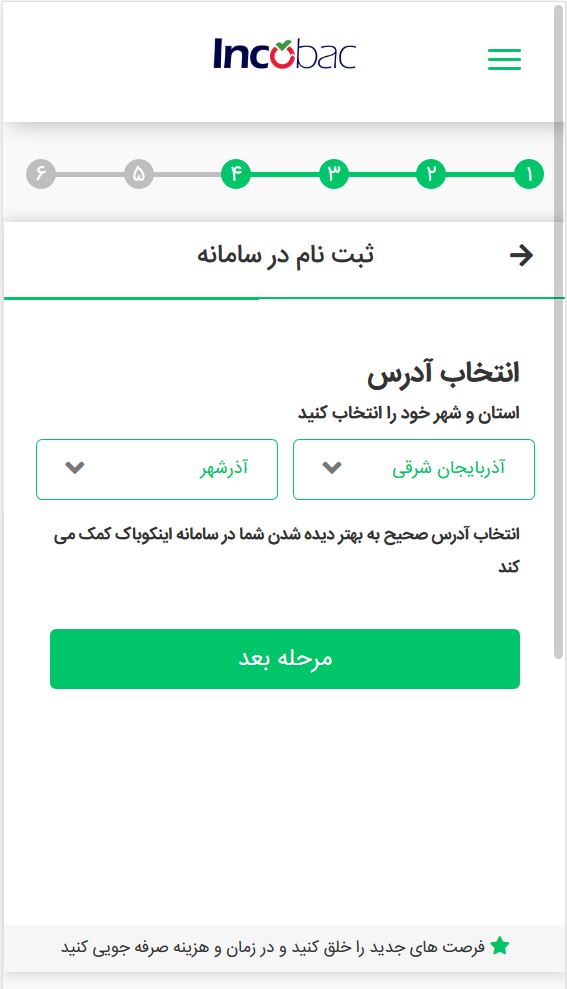 Incobac
۱ ۲ ۳ ۴ ۵ ۶
ثبت نام در سامانه
انتخاب آدرس
استان و شهر خود را انتخاب کنید
آذربایجان شرقی آذرشهر
انتخاب آدرس صحیح به بهتر دیده شدن شما در سامانه اینکوباک کمک می
کند
مرحله بعد
فرصت های جدید را خلق کنید و در زمان و هزینه صرفه جویی کنید